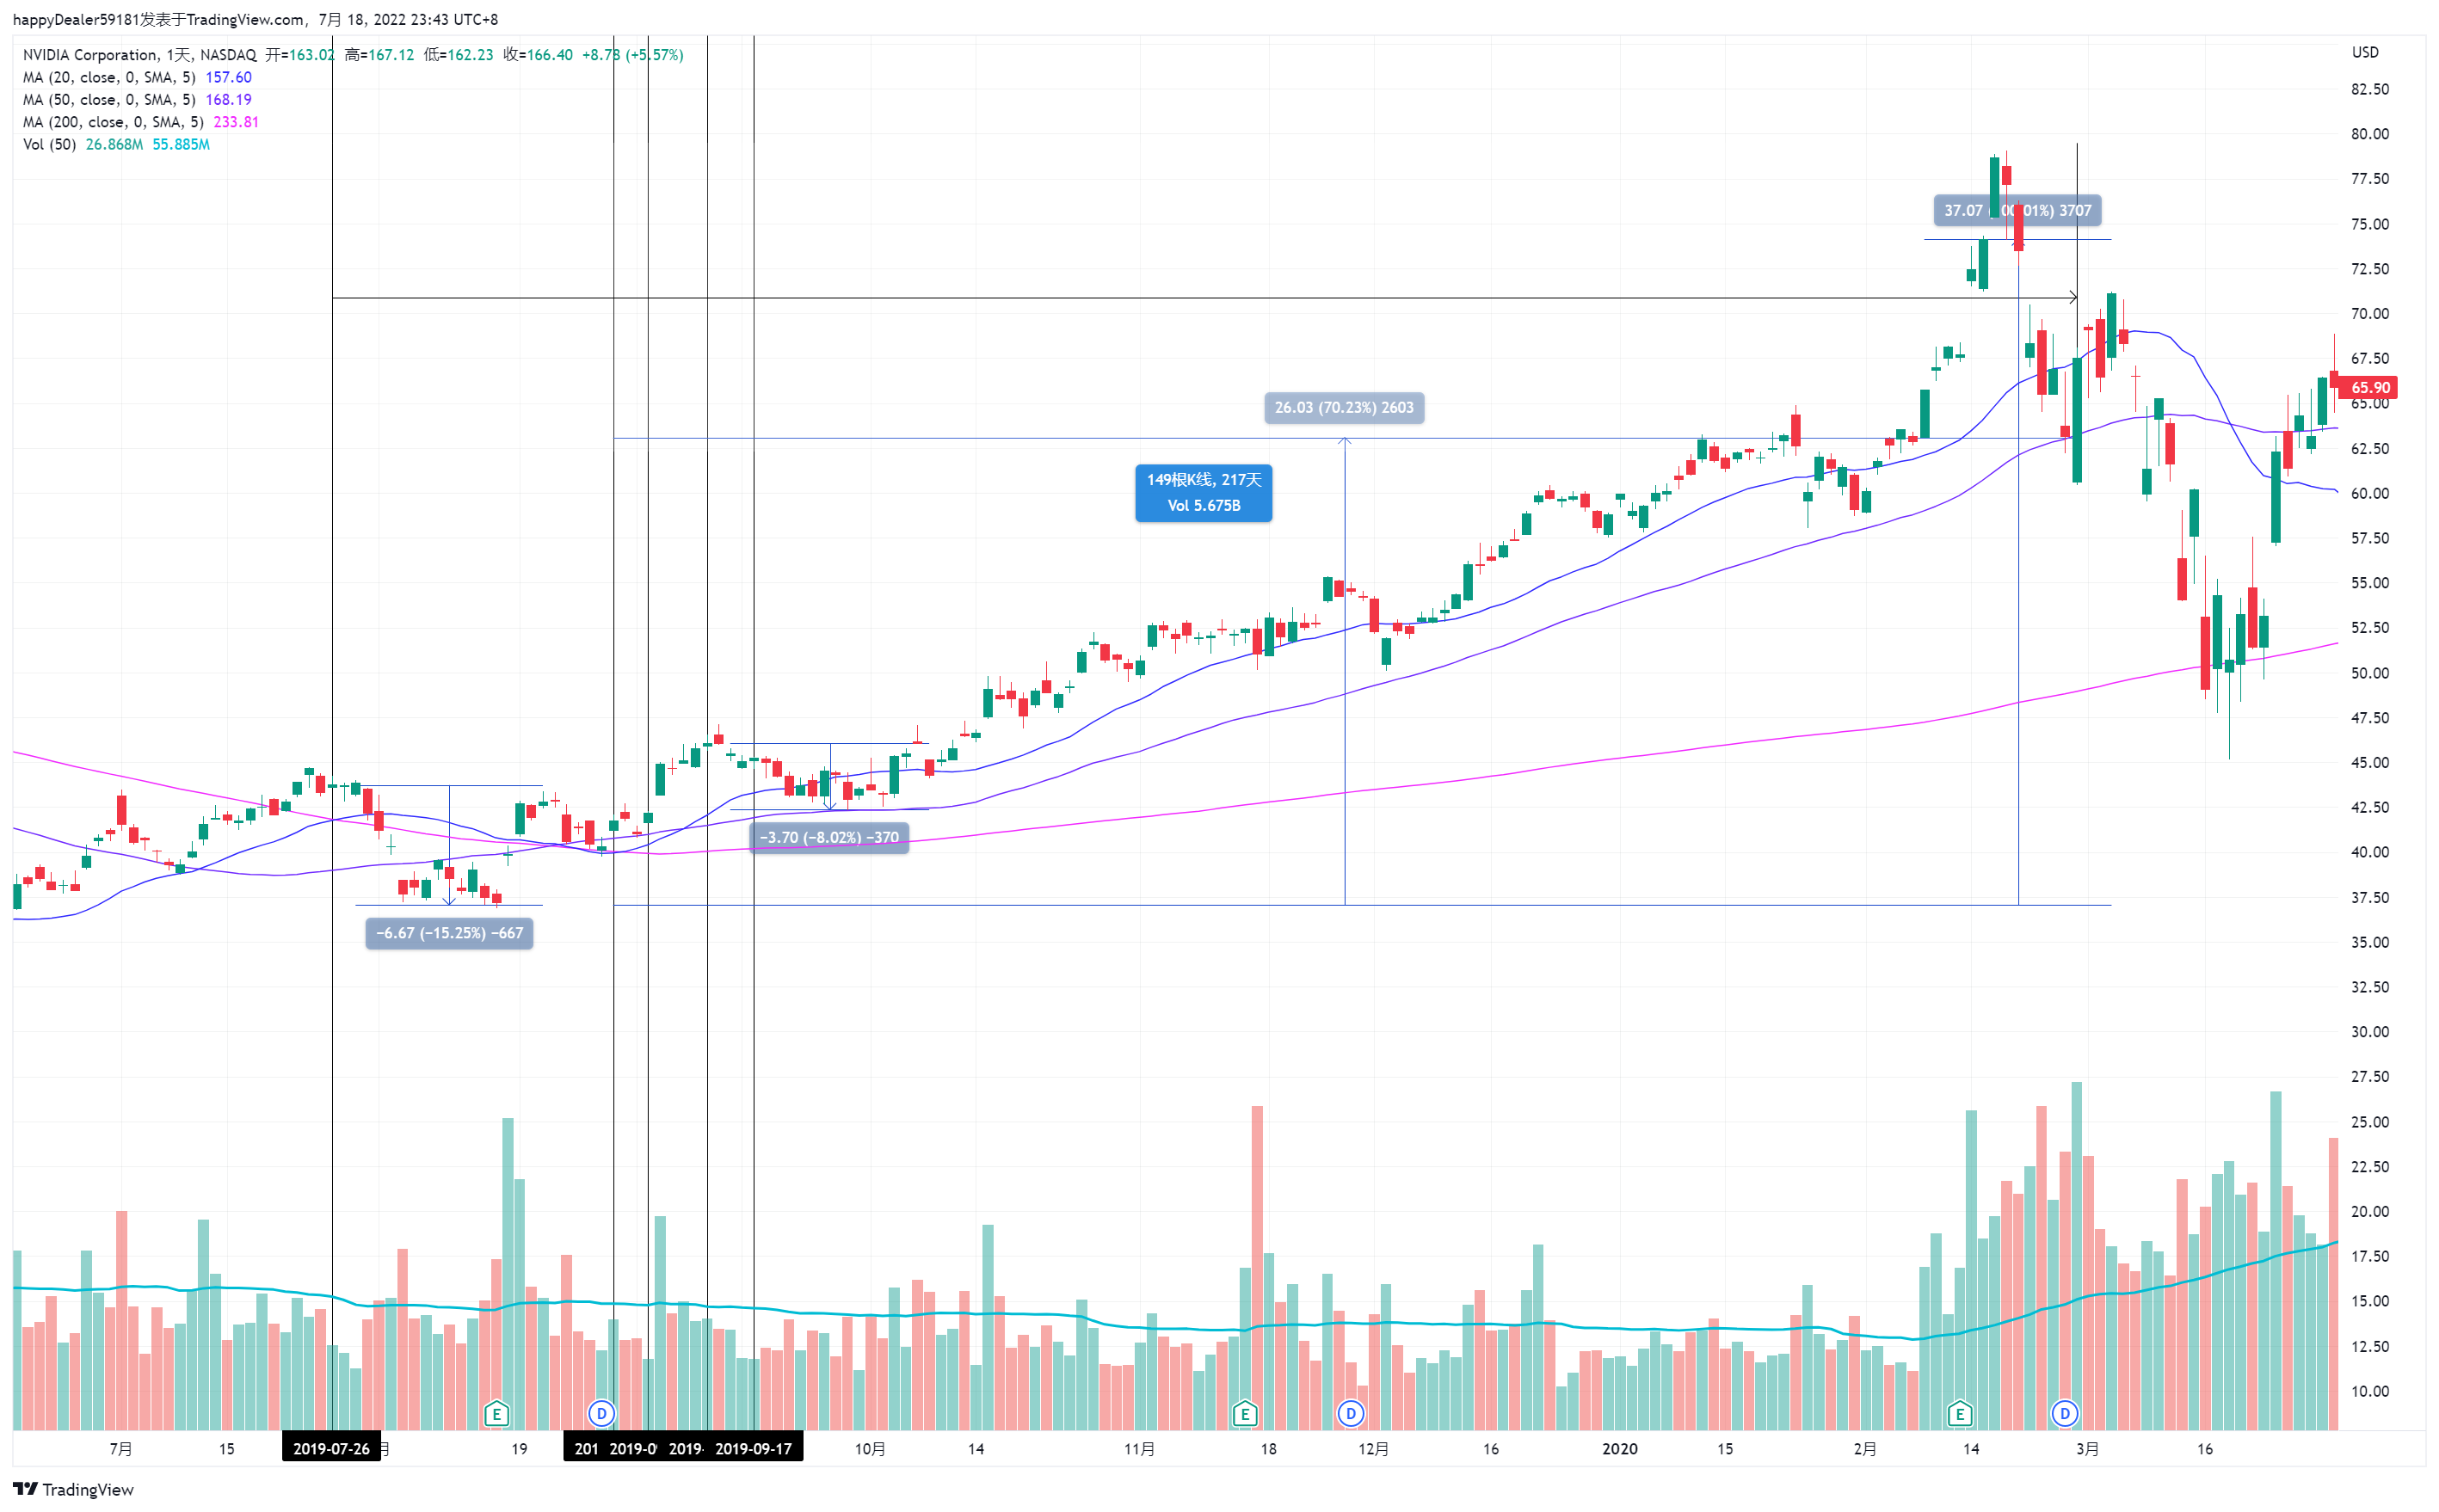 happyDealer59181发表于TradingView.com, 7月 18, 2022 23:43 UTC+8
NVIDIA Corporation, 1天, NASDAQ 开=163.02 高=167.12 低=162.23 收=166.40 +8.78 (+5.57%)
MA (20, close, 0, SMA, 5) 157.60
MA (50, close, 0, SMA, 5) 168.19
MA (200, close, 0, SMA, 5) 233.81
Vol (50) 26.868M 55.885M
USD
82.50
80.00
77.50
75.00
72.50
70.00
67.50
65.90
65.00
62.50
60.00
57.50
55.00
52.50
50.00
47.50
45.00
42.50
40.00
37.50
35.00
32.50
30.00
27.50
25.00
22.50
20.00
17.50
15.00
12.50
10.00
37.07 3707
26.03 (70.23%) 2603
149根K线, 217天
Vol 5.675B
−3.70 (−8.02%) −370
−6.67 (−15.25%) −667
E D E D E D
7月 15 2019-07-26 19 2019-09-17 10月 14 11月 18 12月 16 2020 15 2月 14 3月 16
TradingView